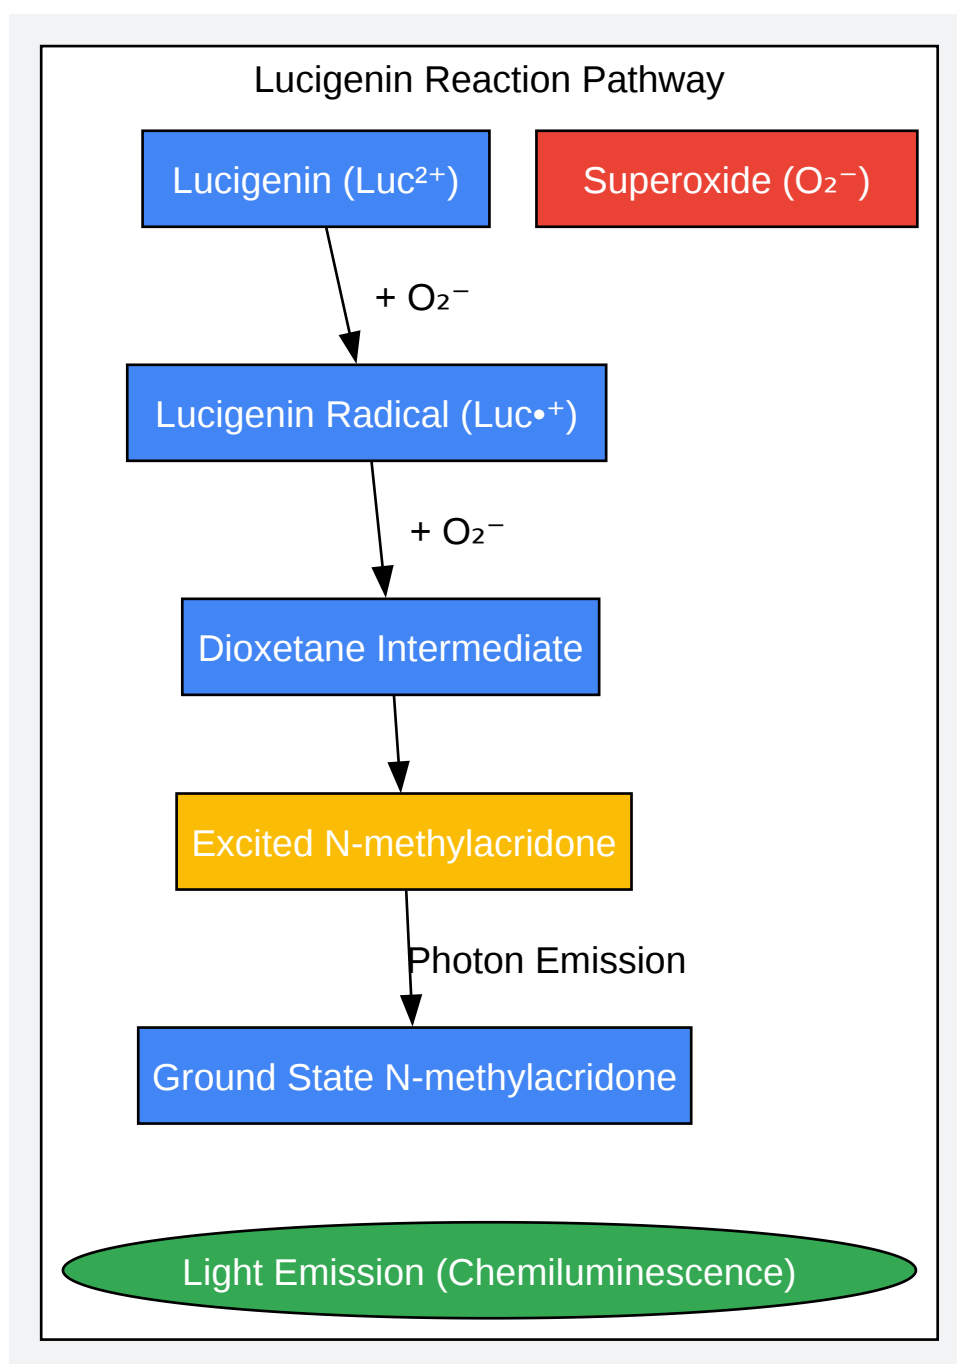 Lucigenin Reaction Pathway
Lucigenin (Luc²⁺)
Superoxide (O₂⁻)
+ O₂⁻
Lucigenin Radical (Luc•⁺)
+ O₂⁻
Dioxetane Intermediate
Excited N-methylacridone
Photon Emission
Ground State N-methylacridone
Light Emission (Chemiluminescence)